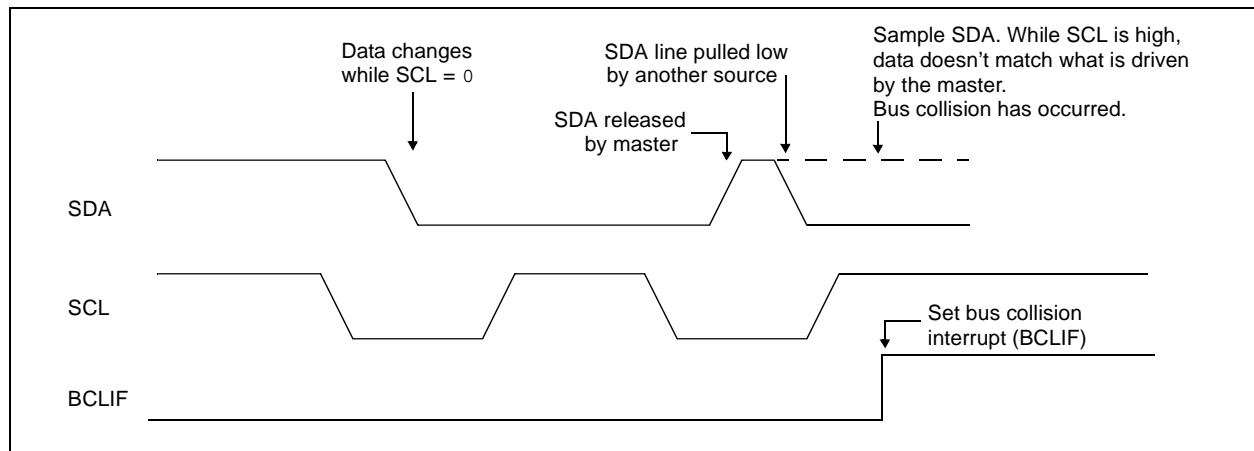 Data changes
while SCL = 0
SDA line pulled low
by another source
SDA released
by master
Sample SDA. While SCL is high,
data doesn't match what is driven
by the master.
Bus collision has occurred.
SDA
SCL
Set bus collision
interrupt (BCLIF)
BCLIF